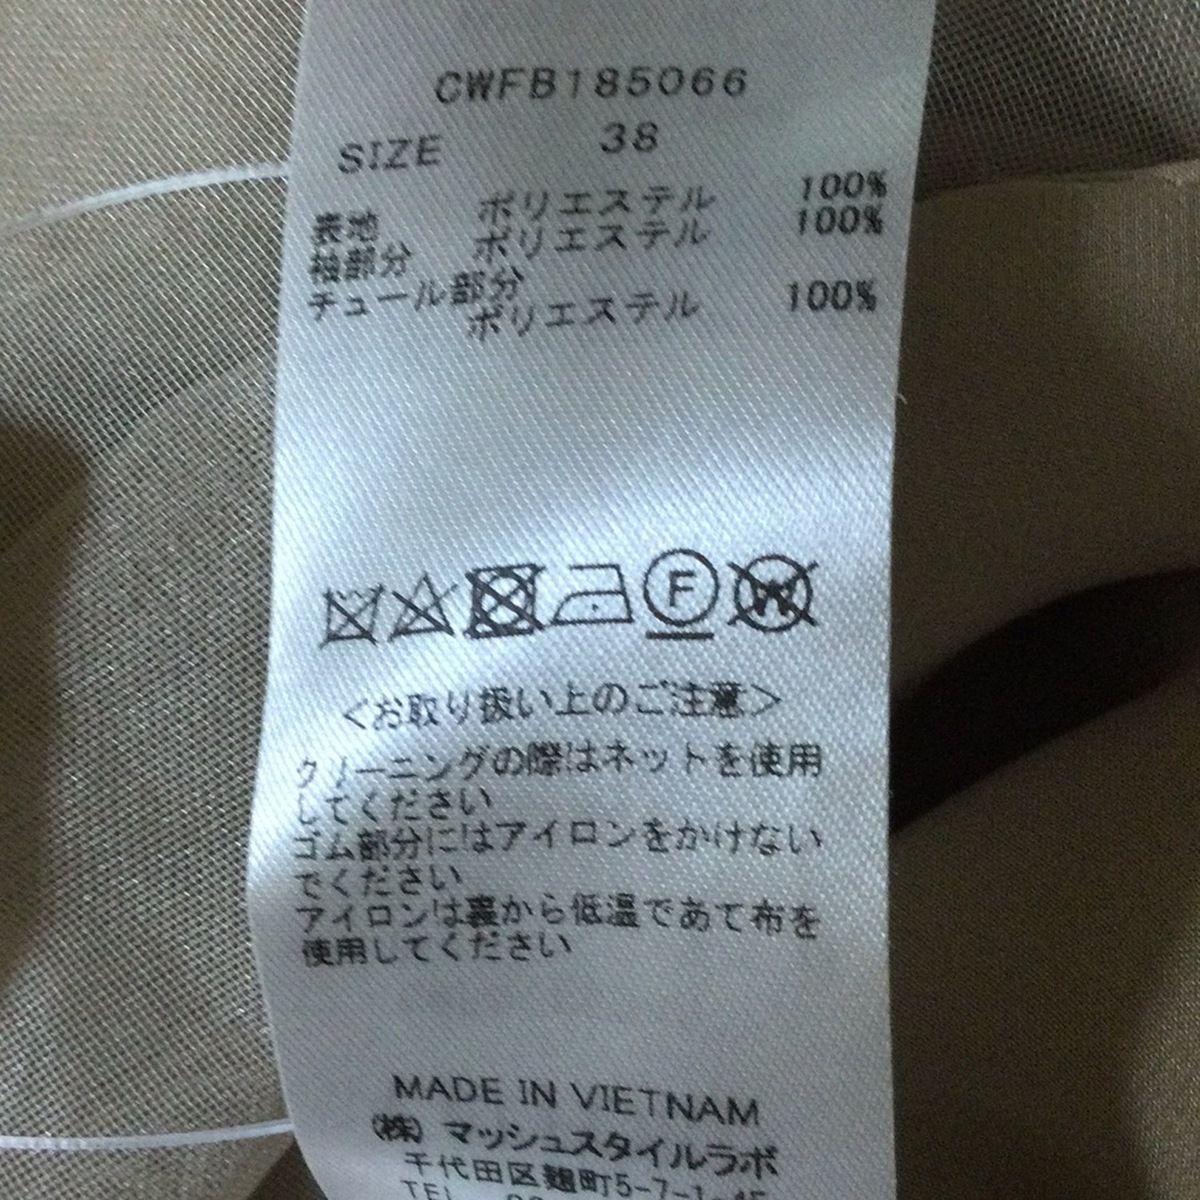 CWFB185066
SIZE 38
表地 ポリエステル 100%
袖部分 ポリエステル 100%
チュール部分
ポリエステル 100%
F
W
<お取り扱い上のご注意>
クリーニングの際はネットを使用
してください
ゴム部分にはアイロンをかけない
でください
アイロンは裏から低温であて布を
使用してください
MADE IN VIETNAM
(株) マッシュスタイルラボ
千代田区麹町5-7-1-
TEL